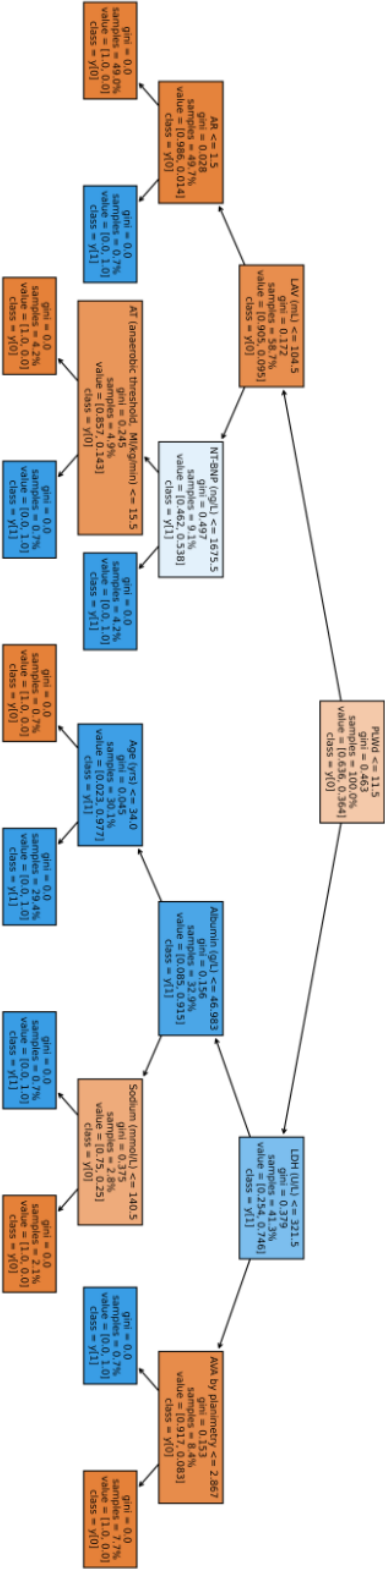 PLWd <= 11.5
gini = 0.463
samples = 100.0%
value = [0.636, 0.364]
class = y[0]
LAV (mL) <= 104.5
gini = 0.172
samples = 58.7%
value = [0.905, 0.095]
class = y[0]
LDH (U/L) <= 321.5
gini = 0.379
samples = 41.3%
value = [0.254, 0.746]
class = y[1]
AR <= 1.5
gini = 0.028
samples = 49.7%
value = [0.986, 0.014]
class = y[0]
NT-BNP (ng/L) <= 1675.5
gini = 0.497
samples = 9.1%
value = [0.462, 0.538]
class = y[1]
Albumin (g/L) <= 46.983
gini = 0.156
samples = 32.9%
value = [0.085, 0.915]
class = y[1]
AVA by planimetry <= 2.867
gini = 0.153
samples = 8.4%
value = [0.917, 0.083]
class = y[0]
gini = 0.0
samples = 49.0%
value = [1.0, 0.0]
class = y[0]
gini = 0.0
samples = 0.7%
value = [0.0, 1.0]
class = y[1]
AT (anaerobic threshold, Ml/kg/min) <= 15.5
gini = 0.245
samples = 4.9%
value = [0.857, 0.143]
class = y[0]
gini = 0.0
samples = 4.2%
value = [0.0, 1.0]
class = y[1]
Age (yrs) <= 34.0
gini = 0.045
samples = 30.1%
value = [0.023, 0.977]
class = y[1]
Sodium (mmol/L) <= 140.5
gini = 0.375
samples = 2.8%
value = [0.75, 0.25]
class = y[0]
gini = 0.0
samples = 0.7%
value = [0.0, 1.0]
class = y[1]
gini = 0.0
samples = 7.7%
value = [1.0, 0.0]
class = y[0]
gini = 0.0
samples = 4.2%
value = [1.0, 0.0]
class = y[0]
gini = 0.0
samples = 0.7%
value = [0.0, 1.0]
class = y[1]
gini = 0.0
samples = 0.7%
value = [1.0, 0.0]
class = y[0]
gini = 0.0
samples = 29.4%
value = [0.0, 1.0]
class = y[1]
gini = 0.0
samples = 0.7%
value = [0.0, 1.0]
class = y[1]
gini = 0.0
samples = 2.1%
value = [1.0, 0.0]
class = y[0]